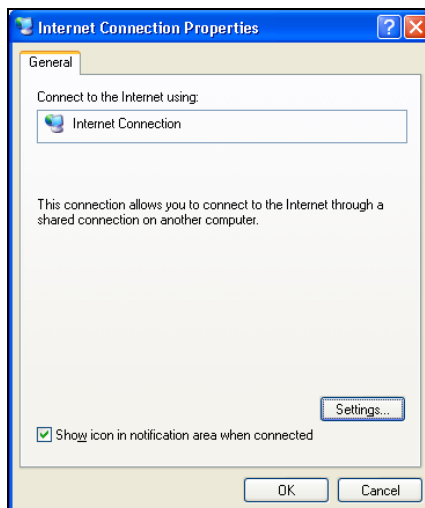 Internet Connection Properties
General
Connect to the Internet using:
Internet Connection
This connection allows you to connect to the Internet through a
shared connection on another computer.
Settings...
Show icon in notification area when connected
OK
Cancel